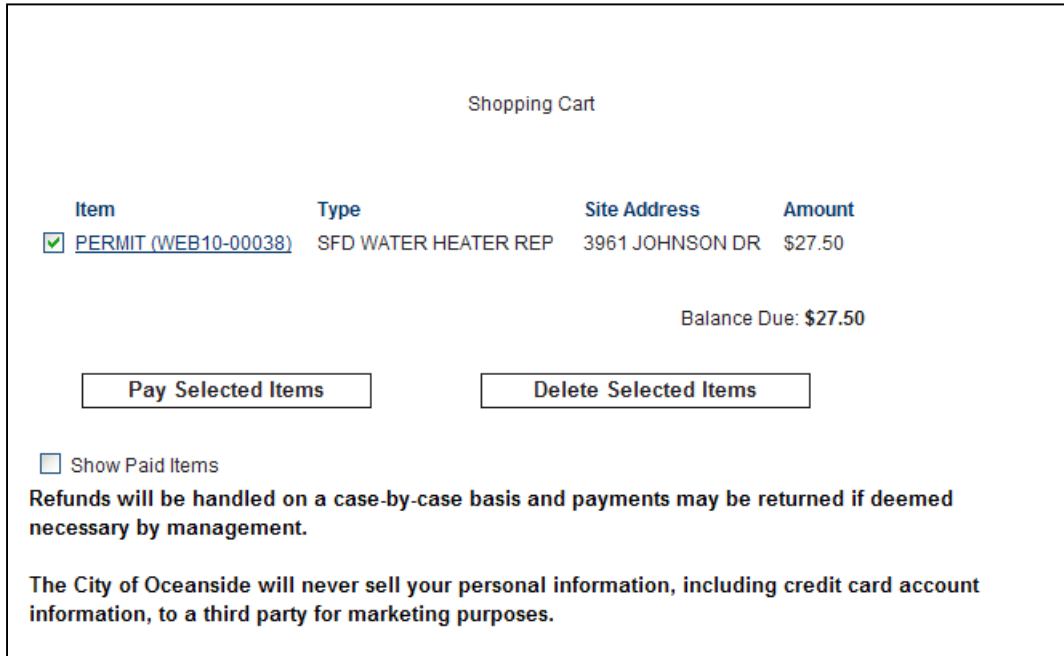 Shopping Cart
Item Type Site Address Amount
PERMIT (WEB10-00038) SFD WATER HEATER REP 3961 JOHNSON DR $27.50
Balance Due: $27.50
Pay Selected Items Delete Selected Items
Show Paid Items
Refunds will be handled on a case-by-case basis and payments may be returned if deemed
necessary by management.
The City of Oceanside will never sell your personal information, including credit card account
information, to a third party for marketing purposes.